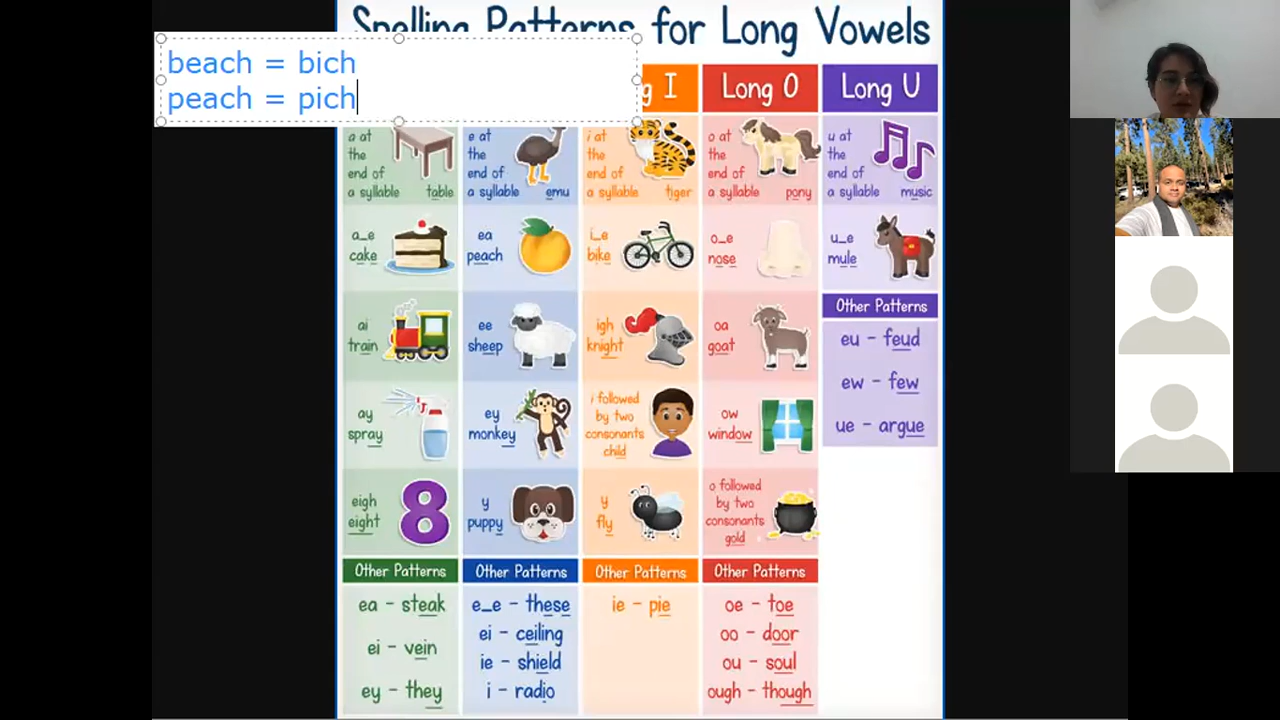 Spelling Patterns for Long Vowels
beach = bich
peach = pich
g I
Long O
Long U
a at
the
end of
a syllable table
e at
the
end of
a syllable emu
i at
the
end of
a syllable tiger
o at
the
end of
a syllable pony
u at
the
end of
a syllable music
a_e
cake
ea
peach
i_e
bike
o_e
nose
u_e
mule
ai
train
ee
sheep
igh
knight
oa
goat
Other Patterns
eu - feud
ew - few
ue - argue
ay
spray
ey
monkey
i followed
by two
consonants
child
ow
window
eigh
eight
8
y
puppy
y
fly
o followed
by two
consonants
gold
Other Patterns
ea - steak
ei - vein
ey - they
Other Patterns
e_e - these
ei - ceiling
ie - shield
i - radio
Other Patterns
ie - pie
Other Patterns
oe - toe
oo - door
ou - soul
ough - though